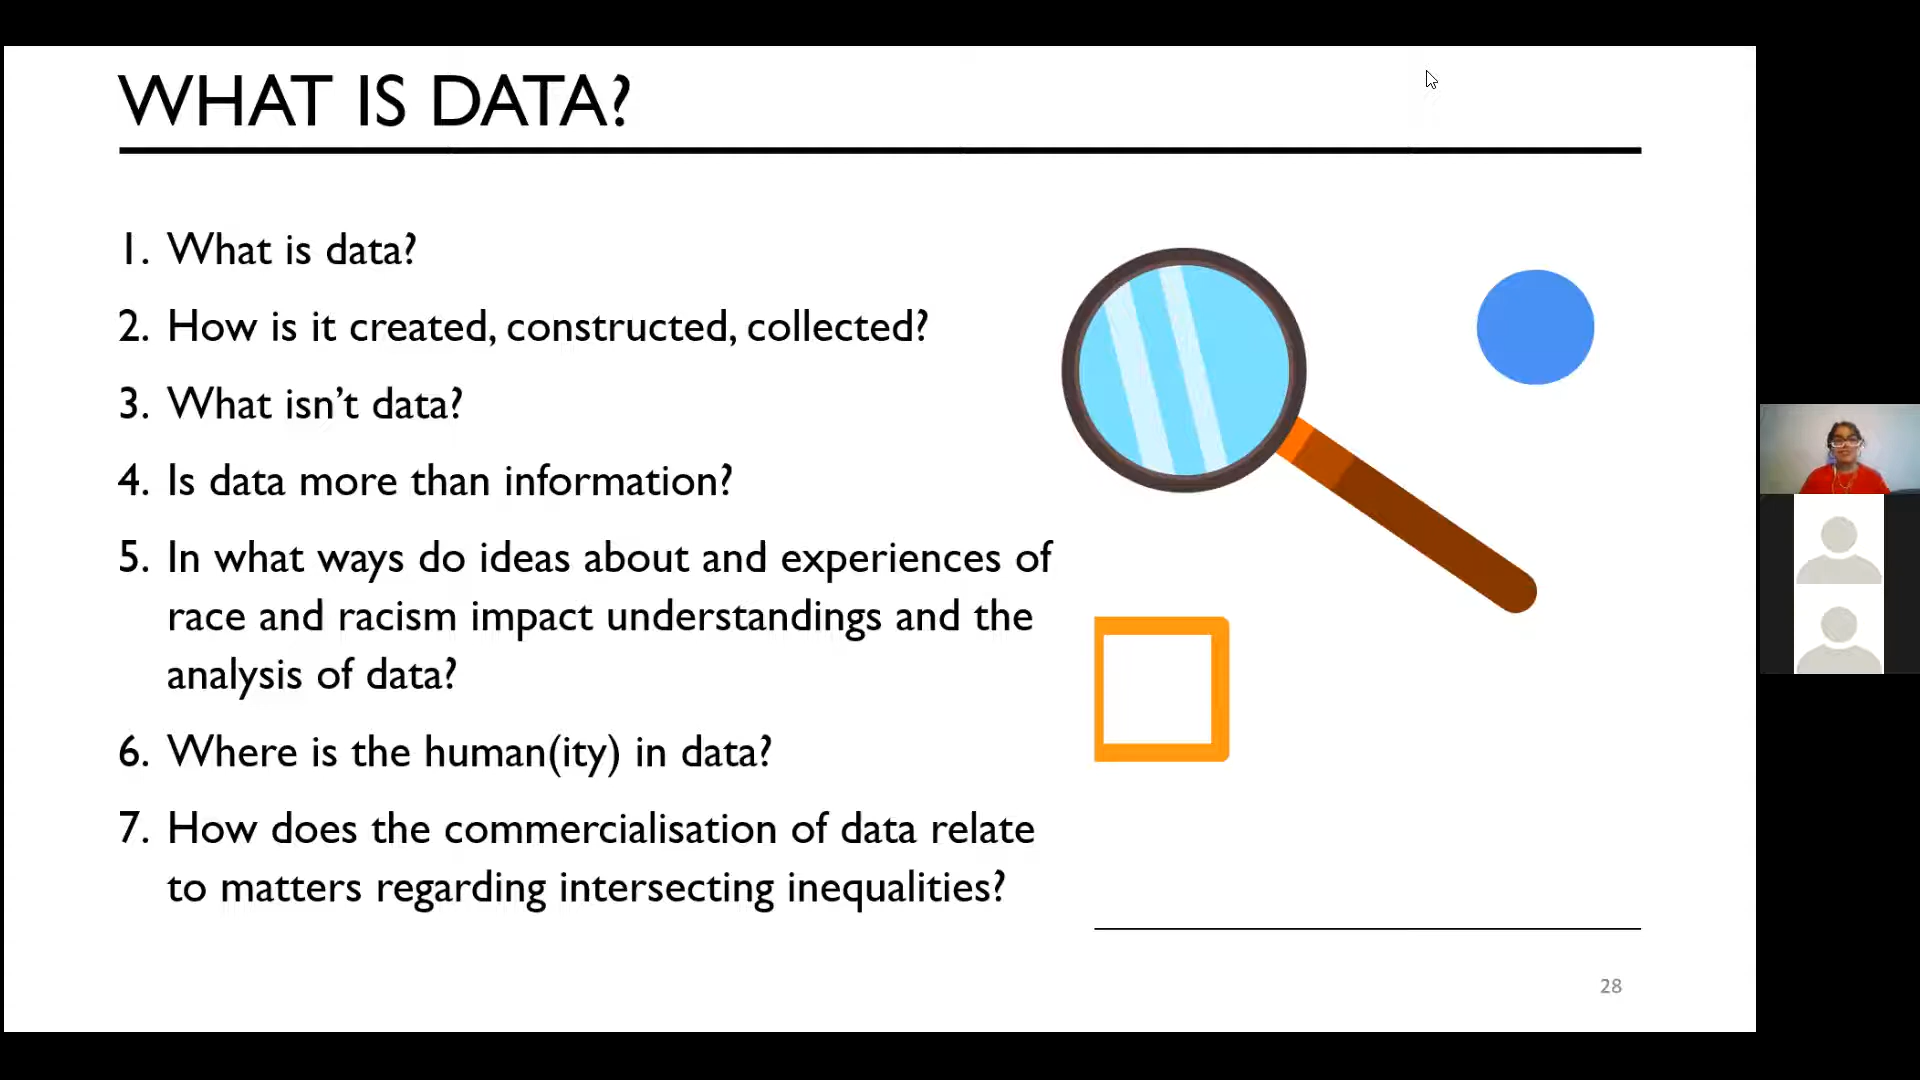 WHAT IS DATA?
1. What is data?
2. How is it created, constructed, collected?
3. What isn’t data?
4. Is data more than information?
5. In what ways do ideas about and experiences of
race and racism impact understandings and the
analysis of data?
6. Where is the human(ity) in data?
7. How does the commercialisation of data relate
to matters regarding intersecting inequalities?
28